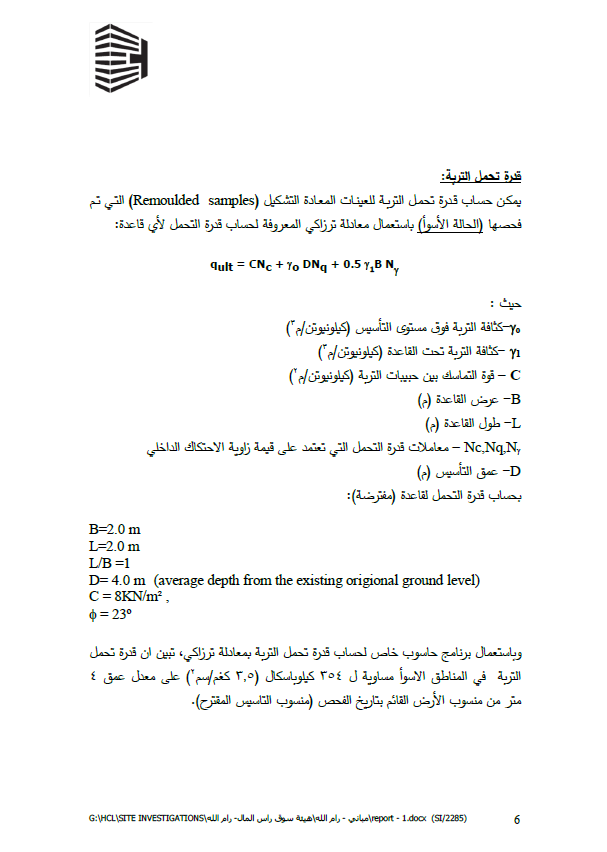 قدرة تحمل التربة:
يمكن حساب قدرة تحمل التربة للعينات المعادة التشكيل (Remoulded samples) التي تم
فحصها (الحالة الأسوأ) باستعمال معادلة ترزاكي المعروفة لحساب قدرة التحمل لأي قاعدة:
qult = CNc + γo DNq + 0.5 γ1B Nγ
حيث :
γo–كثافة التربة فوق مستوى التأسيس (كيلونيوتن/م٣)
γ1 –كثافة التربة تحت القاعدة (كيلونيوتن/م٣)
C – قوة التماسك بين حبيبات التربة (كيلونيوتن/م٢)
B– عرض القاعدة (م)
L– طول القاعدة (م)
Nc,Nq,Nγ – معاملات قدرة التحمل التي تعتمد على قيمة زاوية الاحتكاك الداخلي
D– عمق التأسيس (م)
بحساب قدرة التحمل لقاعدة (مفترضة):
B=2.0 m
L=2.0 m
L/B =1
D= 4.0 m (average depth from the existing origional ground level)
C = 8KN/m² ,
ϕ = 23º
وباستعمال برنامج حاسوب خاص لحساب قدرة تحمل التربة بمعادلة ترزاكي، تبين ان قدرة تحمل
التربة في المناطق الاسوأ مساوية ل ٣٥٤ كيلوباسكال (٣,٥ كغم/سم٢) على معدل عمق ٤
متر من منسوب الأرض القائم بتاريخ الفحص (منسوب التاسيس المقترح).
G:\HCL\SITE INVESTIGATIONS\مباني - رام الله\هيئة سوق راس المال- رام الله\report - 1.docx (SI/2285)
6